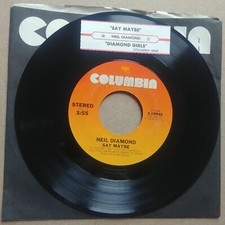 "SAY MAYBE"
NEIL DIAMOND
"DIAMOND GIRLS"
COLUMBIA
COLUMBIA
STEREO
3:55
NEIL DIAMOND
SAY MAYBE